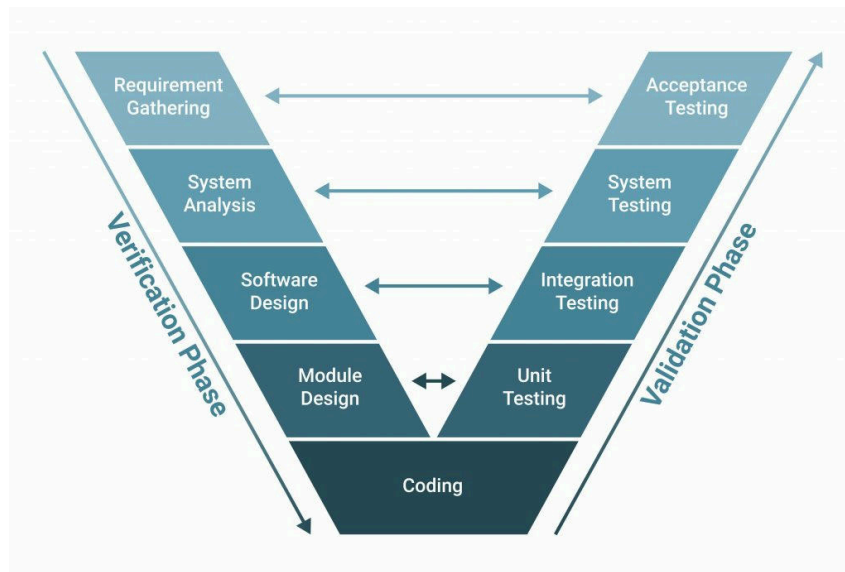 Requirement
Gathering
Acceptance
Testing
System
Analysis
System
Testing
Software
Design
Integration
Testing
Module
Design
Unit
Testing
Coding
Verification Phase
Validation Phase